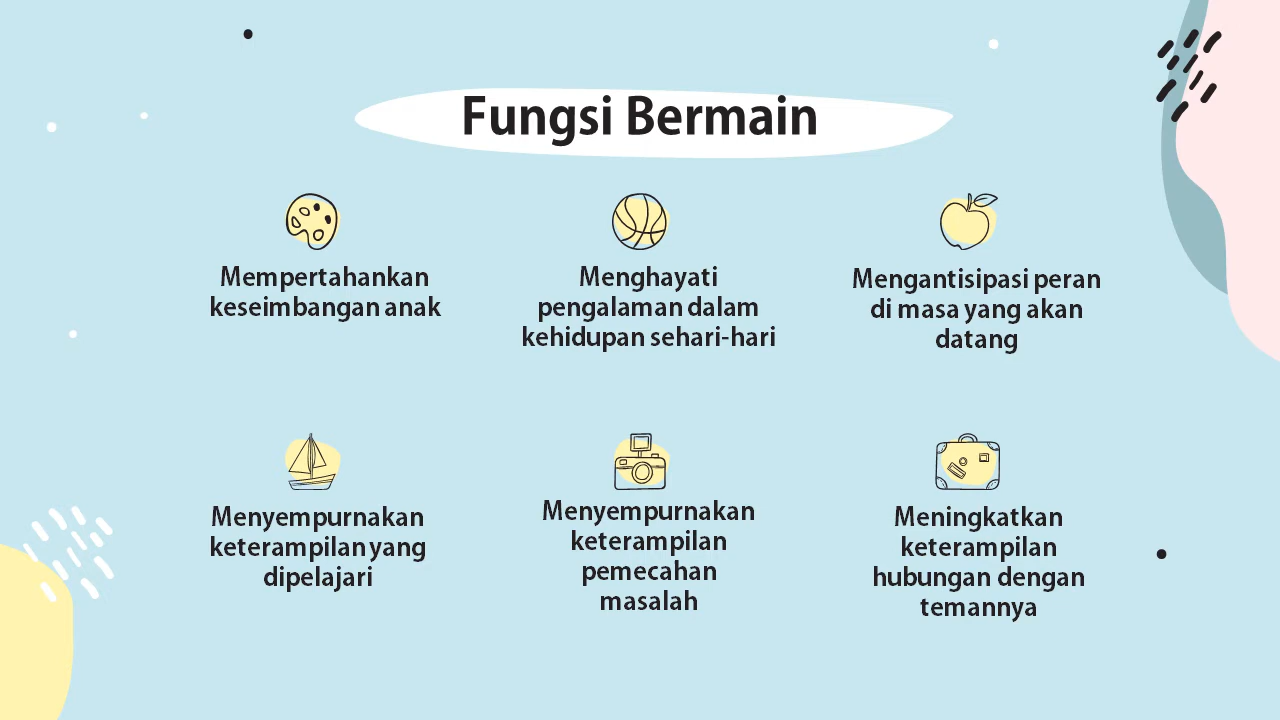 Fungsi Bermain
Mempertahankan
keseimbangan anak
Menghayati
pengalaman dalam
kehidupan sehari-hari
Mengantisipasi peran
di masa yang akan
datang
Menyempurnakan
keterampilan yang
dipelajari
Menyempurnakan
keterampilan
pemecahan
masalah
Meningkatkan
keterampilan
hubungan dengan
temannya